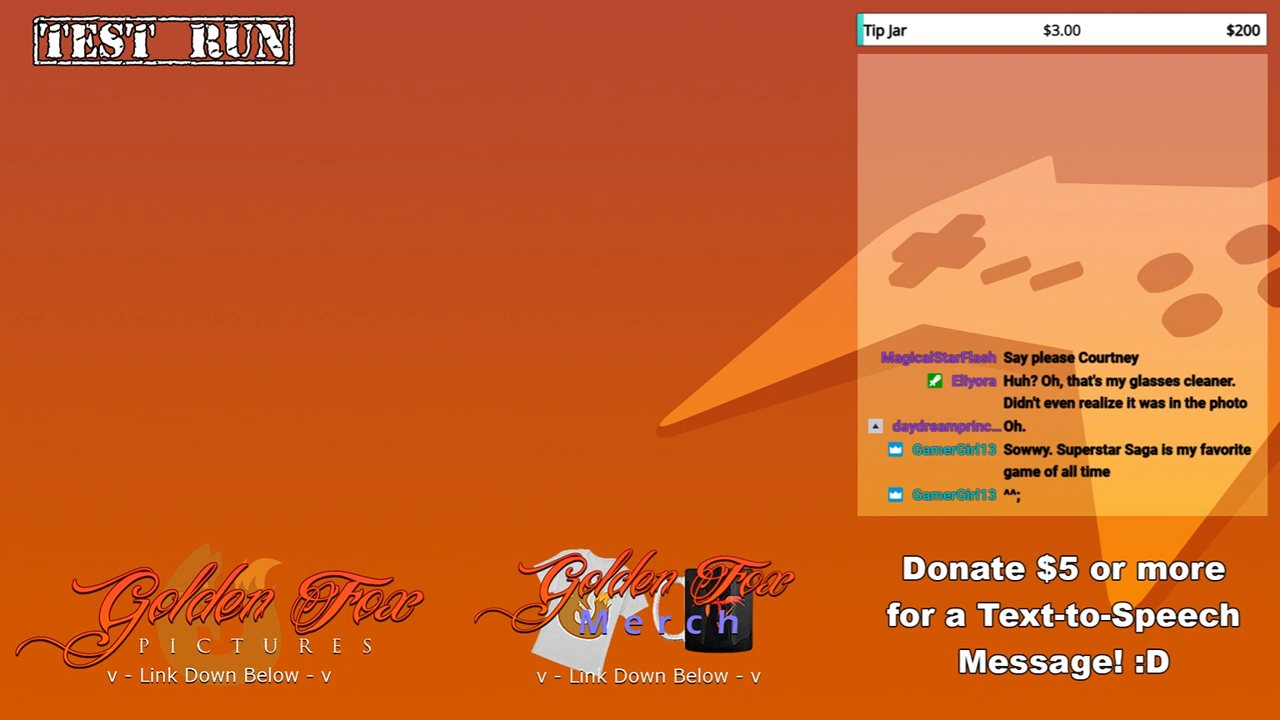 TEST RUN
Tip Jar $3.00 $200
MagicalStarFlash Say please Courtney
Eliyora Huh? Oh, that's my glasses cleaner.
Didn't even realize it was in the photo
daydreamprinc... Oh.
GamerGirl13 Sowwy. Superstar Saga is my favorite
game of all time
GamerGirl13 ^^;
Golden Fox
PICTURES
v - Link Down Below - v
Golden Fox
Merch
v - Link Down Below - v
Donate $5 or more
for a Text-to-Speech
Message! :D